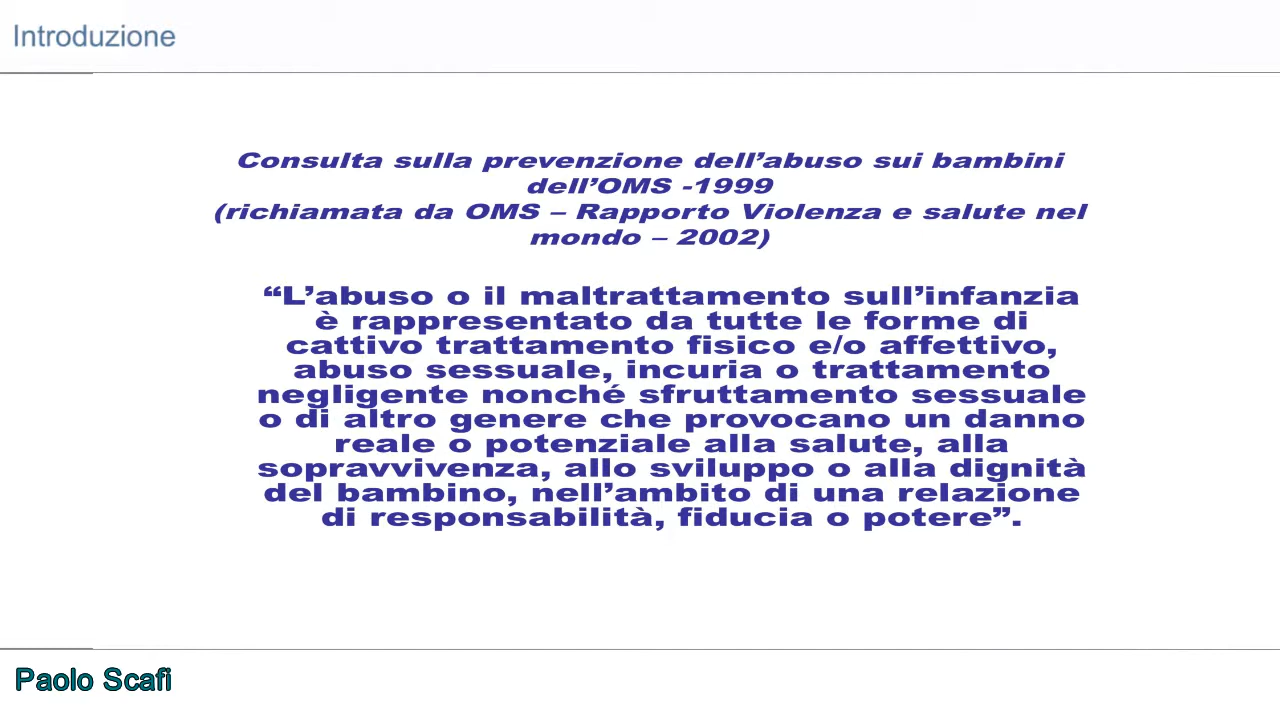 Introduzione
Consulta sulla prevenzione dell’abuso sui bambini
dell’OMS -1999
(richiamata da OMS – Rapporto Violenza e salute nel
mondo – 2002)
“L’abuso o il maltrattamento sull’infanzia
è rappresentato da tutte le forme di
cattivo trattamento fisico e/o affettivo,
abuso sessuale, incuria o trattamento
negligente nonché sfruttamento sessuale
o di altro genere che provocano un danno
reale o potenziale alla salute, alla
sopravvivenza, allo sviluppo o alla dignità
del bambino, nell’ambito di una relazione
di responsabilità, fiducia o potere”.
Paolo Scafi